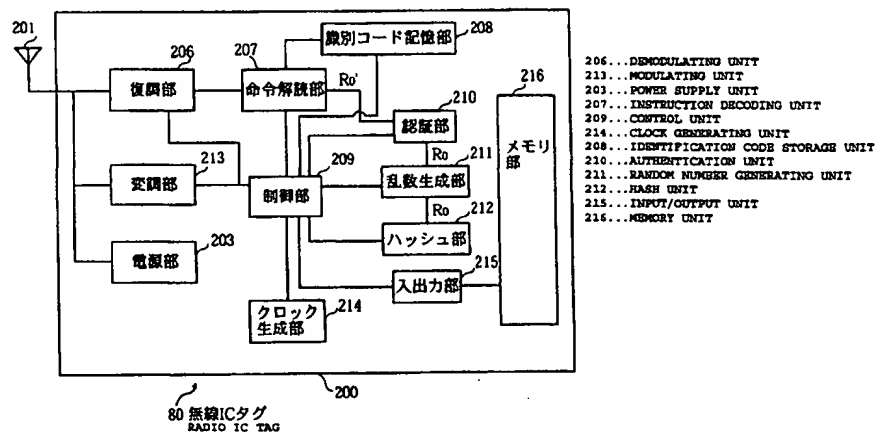 201
206
復調部
207
命令解読部
識別コード記憶部
208
Ro'
210
認証部
216
メモリ部
213
変調部
209
制御部
Ro
211
乱数生成部
Ro
212
ハッシュ部
203
電源部
215
入出力部
クロック
生成部
214
200
80 無線ICタグ
RADIO IC TAG
206...DEMODULATING UNIT
213...MODULATING UNIT
203...POWER SUPPLY UNIT
207...INSTRUCTION DECODING UNIT
209...CONTROL UNIT
214...CLOCK GENERATING UNIT
208...IDENTIFICATION CODE STORAGE UNIT
210...AUTHENTICATION UNIT
211...RANDOM NUMBER GENERATING UNIT
212...HASH UNIT
215...INPUT/OUTPUT UNIT
216...MEMORY UNIT